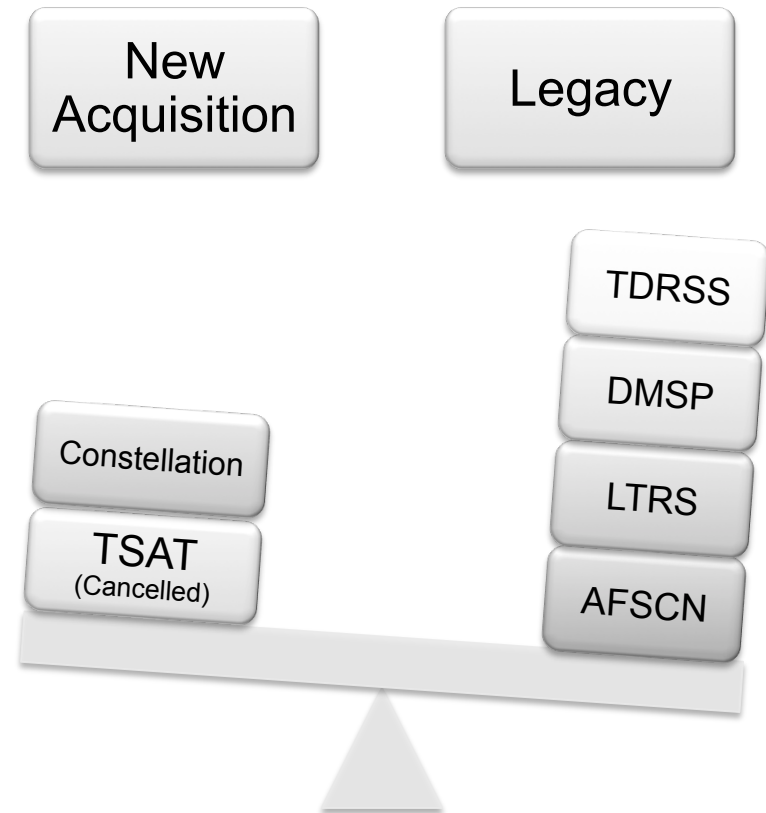 New
Acquisition
Legacy
TDRSS
DMSP
LTRS
AFSCN
Constellation
TSAT
(Cancelled)